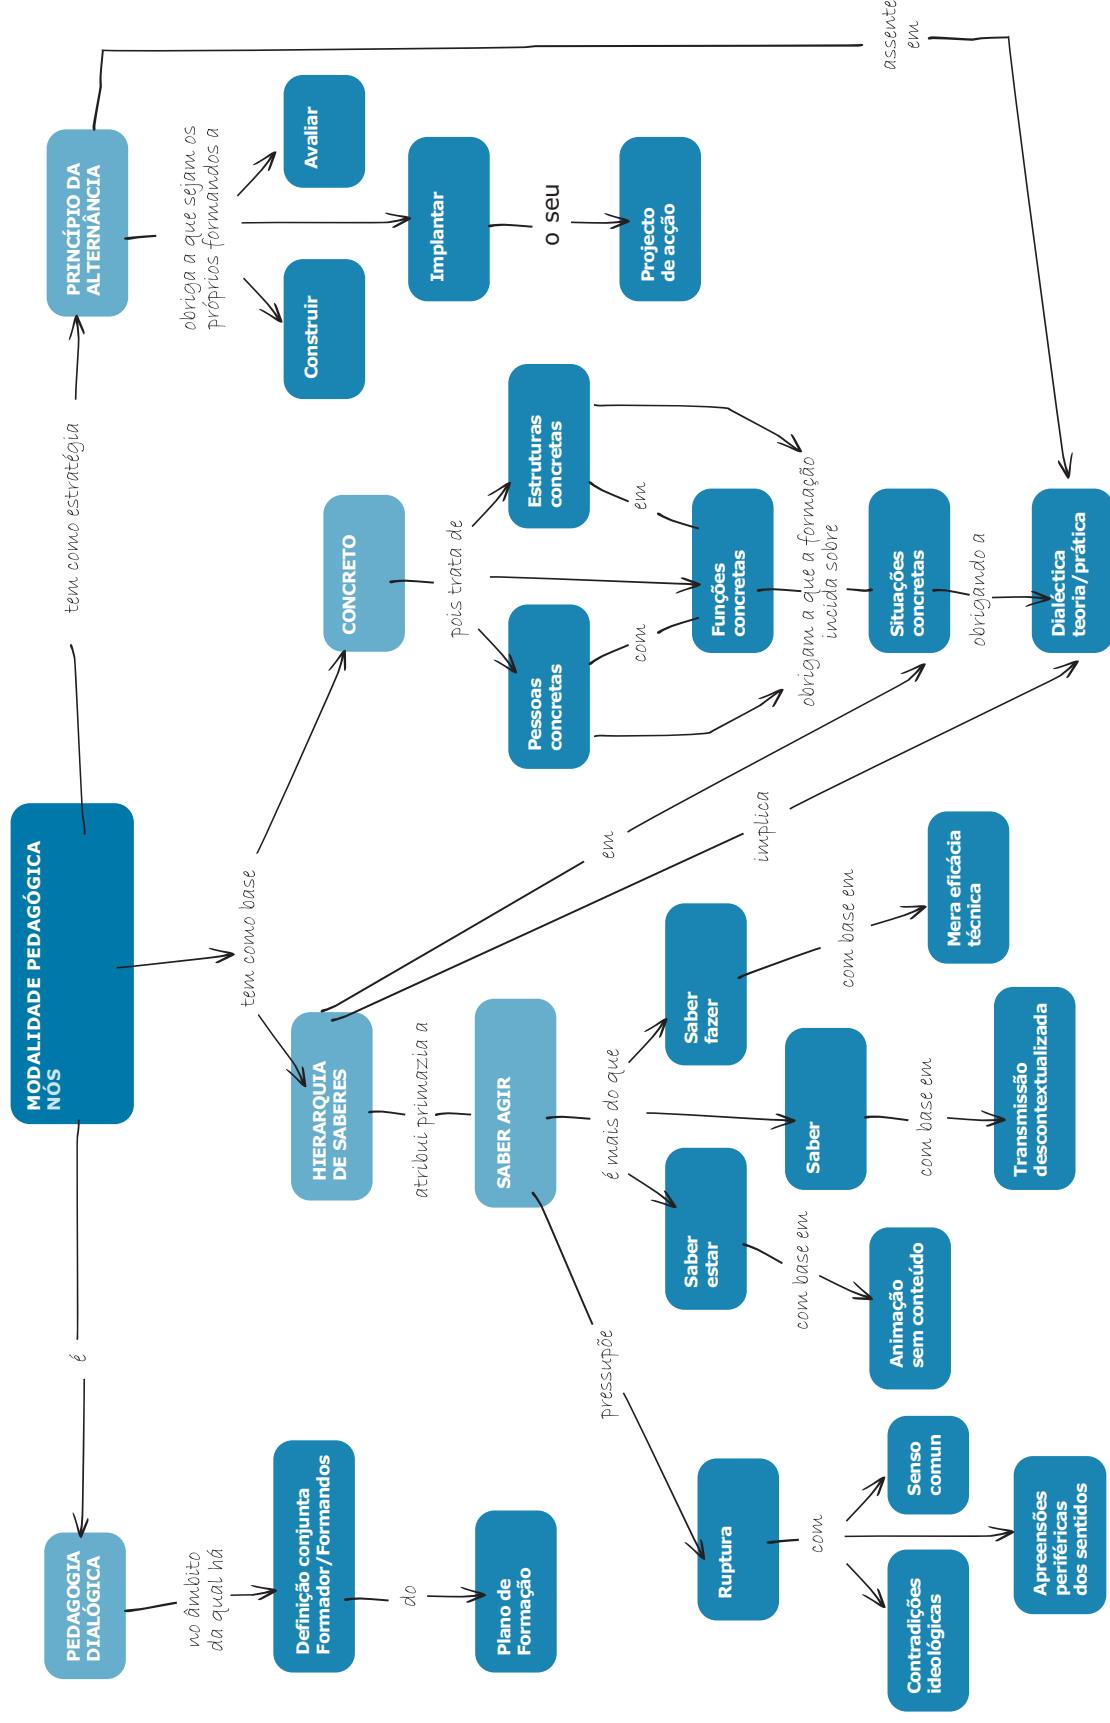 MODALIDADE PEDAGÓGICA
NÓS
é
tem como base
tem como estratégia
PEDAGOGIA
DIALÓGICA
no âmbito
da qual há
Definição conjunta
Formador/Formandos
do
Plano de
Formação
HIERARQUIA
DE SABERES
atribui primazia a
SABER AGIR
pressupõe
Ruptura
com
Contradições
ideológicas
Senso
comun
Apreensões
periféricas
dos sentidos
é mais do que
Saber
estar
com base em
Animação
sem conteúdo
Saber
com base em
Transmissão
descontextualizada
Saber
fazer
com base em
Mera eficácia
técnica
em
implica
CONCRETO
pois trata de
Pessoas
concretas
Estruturas
concretas
com
em
Funções
concretas
obrigam a que a formação
incida sobre
Situações
concretas
obrigando a
Dialéctica
teoria/prática
PRINCÍPIO DA
ALTERNÂNCIA
obriga a que sejam os
próprios formandos a
Construir
Avaliar
Implantar
o seu
Projecto
de acção
assente
em